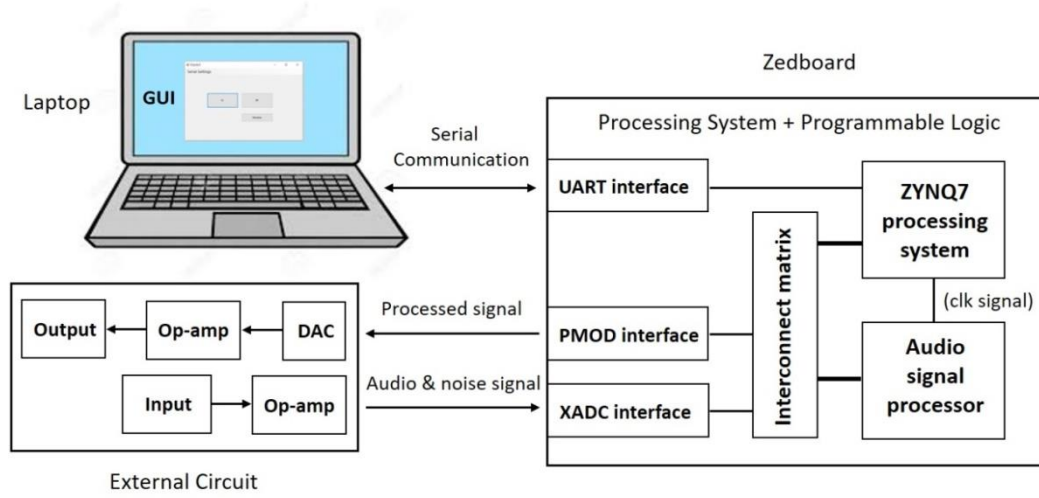 Zedboard
Laptop
GUI
Serial
Communication
Processing System + Programmable Logic
UART interface
ZYNQ7
processing
system
Interconnect matrix
(clk signal)
Processed signal
PMOD interface
Audio
signal
processor
Audio & noise signal
XADC interface
Output
Op-amp
DAC
Input
Op-amp
External Circuit